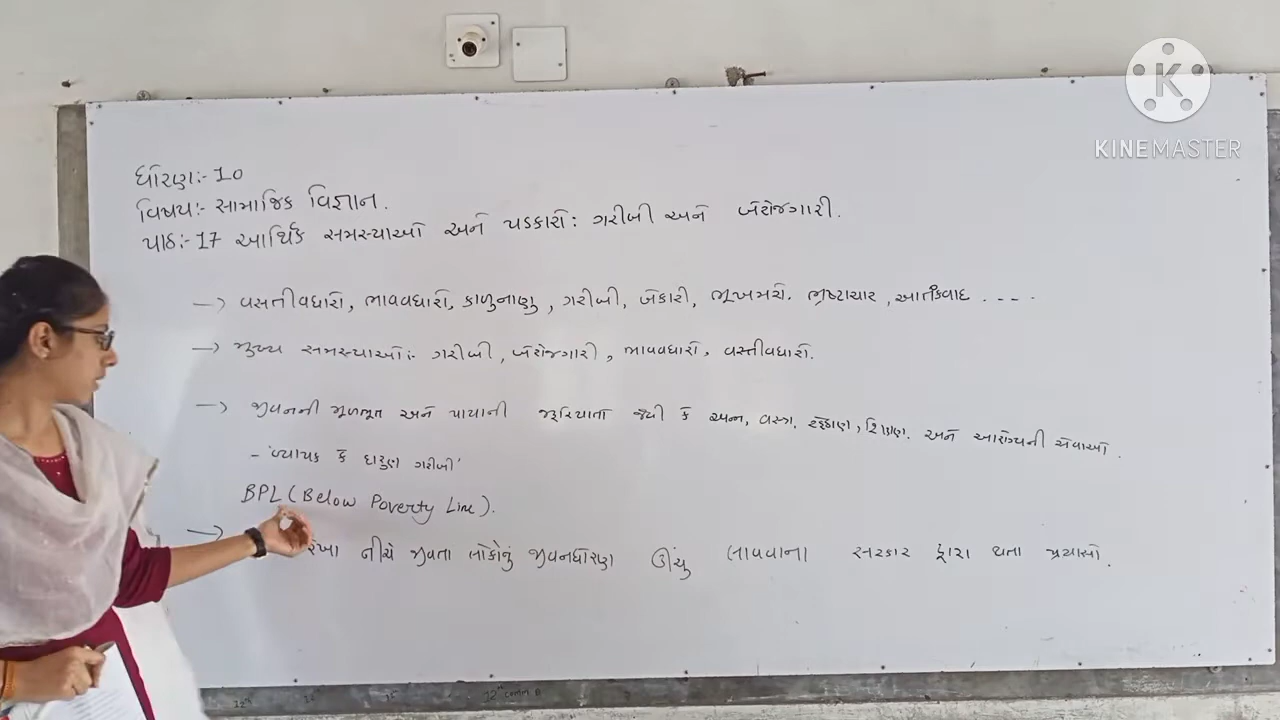 KINEMASTER
ધોરણ:- 10
વિષય:- સામાજિક વિજ્ઞાન.
પાઠ:- 17 આર્થિક સમસ્યાઓ અને પડકારો: ગરીબી અને બેરોજગારી.
→ વસ્તીવધારો, ભાવવધારો, કાળુનાણુ, ગરીબી, બેકારી, ભૂખમરો. ભ્રષ્ટાચાર, આતંકવાદ ....
→ મુખ્ય સમસ્યાઓ:- ગરીબી, બેરોજગારી, ભાવવધારો, વસ્તીવધારો.
→ જીવનની મૂળભૂત અને પાયાની જરૂરિયાતો જેવી કે અન્ન, વસ્ત્ર, રહેઠાણ, શિક્ષણ. અને આરોગ્યની સેવાઓ.
- 'વ્યાપક કે દારુણ ગરીબી'
BPL (Below Poverty Line).
→ રેખા નીચે જીવતા લોકોનું જીવનધોરણ ઊંચુ લાવવાના સરકાર દ્વારા થતા પ્રયાસો.